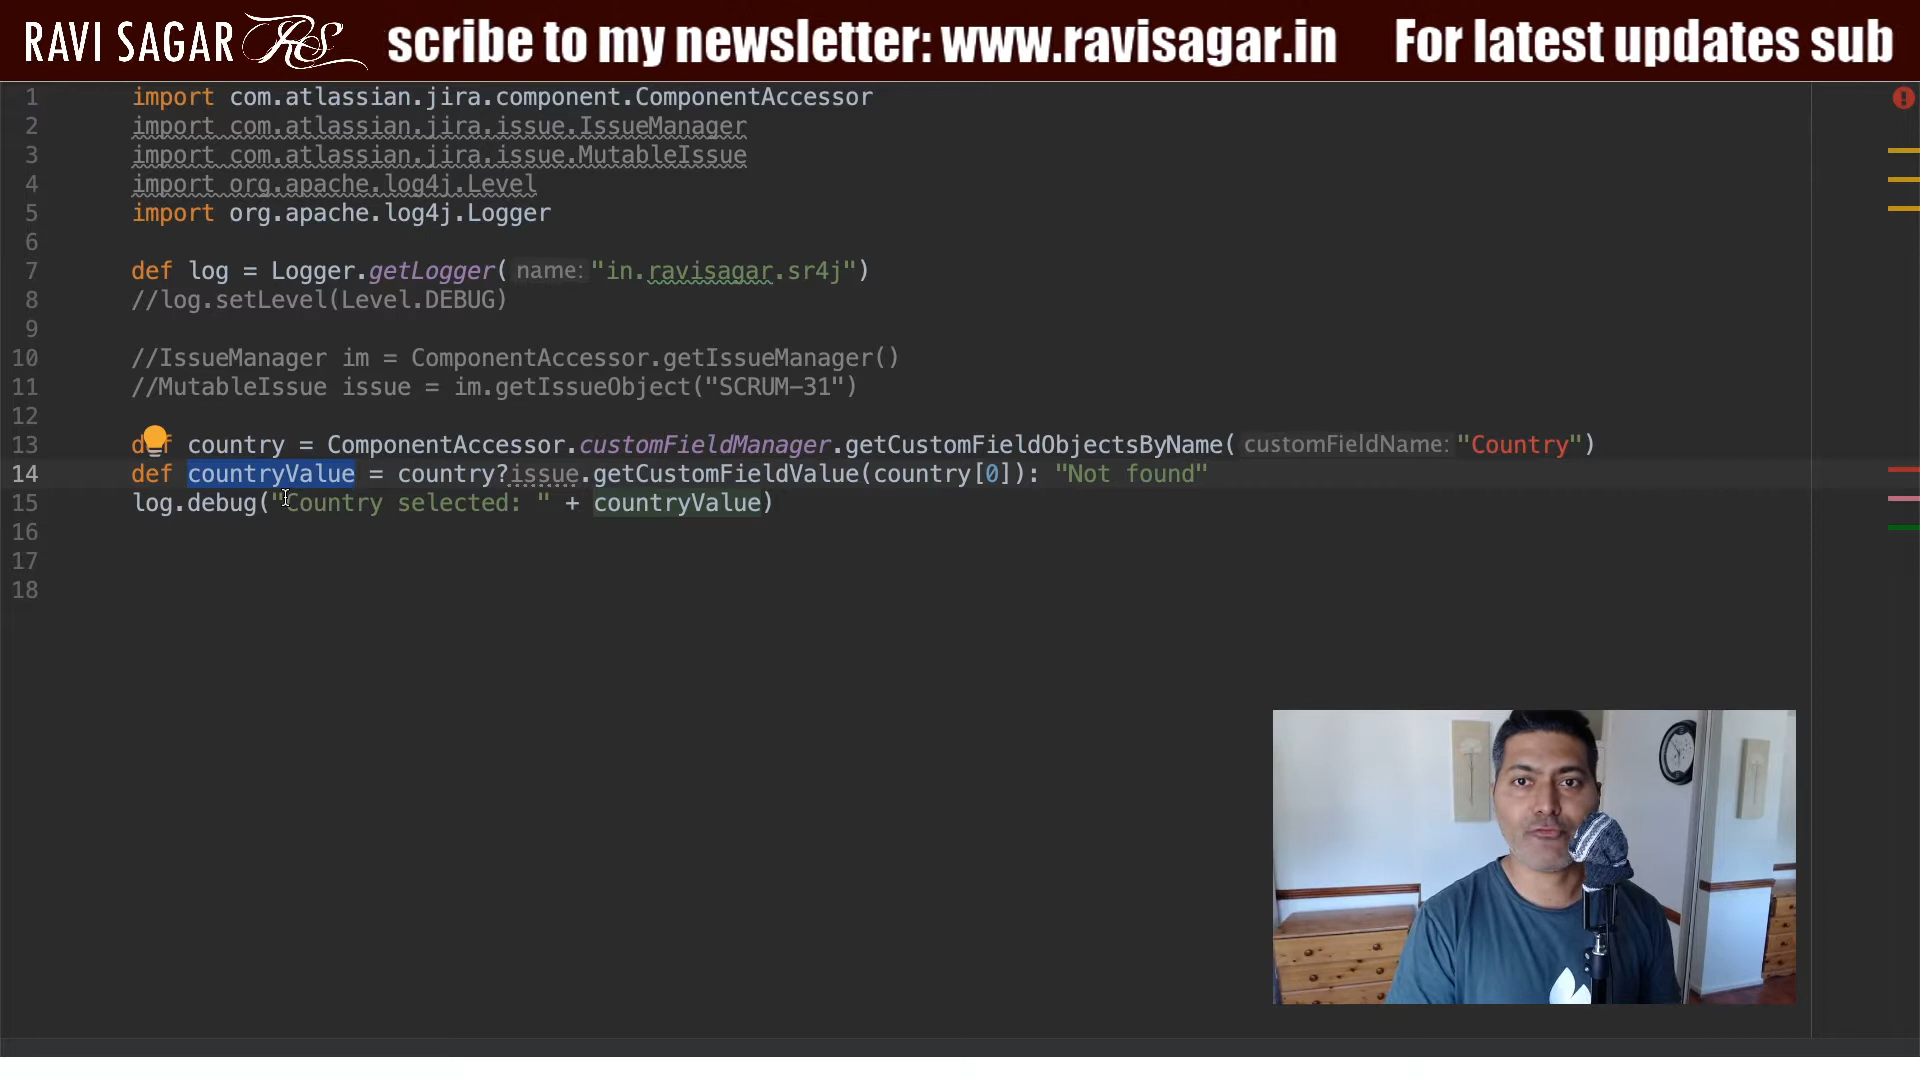 RAVI SAGAR RS scribe to my newsletter: www.ravisagar.in For latest updates sub
1 import com.atlassian.jira.component.ComponentAccessor
2 import com.atlassian.jira.issue.IssueManager
3 import com.atlassian.jira.issue.MutableIssue
4 import org.apache.log4j.Level
5 import org.apache.log4j.Logger
6
7 def log = Logger.getLogger( name: "in.ravisagar.sr4j")
8 //log.setLevel(Level.DEBUG)
9
10 //IssueManager im = ComponentAccessor.getIssueManager()
11 //MutableIssue issue = im.getIssueObject("SCRUM-31")
12
13 def country = ComponentAccessor.customFieldManager.getCustomFieldObjectsByName( customFieldName: "Country")
14 def countryValue = country?issue.getCustomFieldValue(country[0]): "Not found"
15 log.debug("Country selected: " + countryValue)
16
17
18